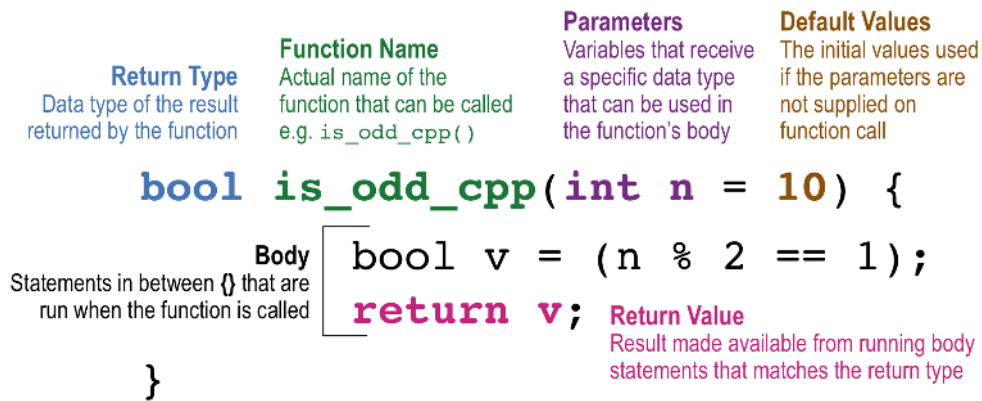 Return Type
Data type of the result
returned by the function
Function Name
Actual name of the
function that can be called
e.g. is_odd_cpp()
Parameters
Variables that receive
a specific data type
that can be used in
the function's body
Default Values
The initial values used
if the parameters are
not supplied on
function call
bool is_odd_cpp(int n = 10) {
Body
Statements in between {} that are
run when the function is called
bool v = (n % 2 == 1);
return v;
Return Value
Result made available from running body
statements that matches the return type
}